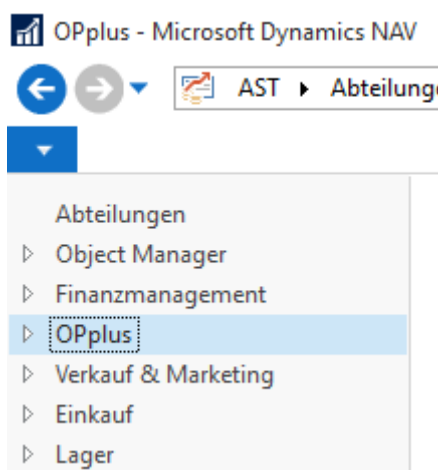 OPplus - Microsoft Dynamics NAV
AST Abteilunge
Abteilungen
Object Manager
Finanzmanagement
OPplus
Verkauf & Marketing
Einkauf
Lager